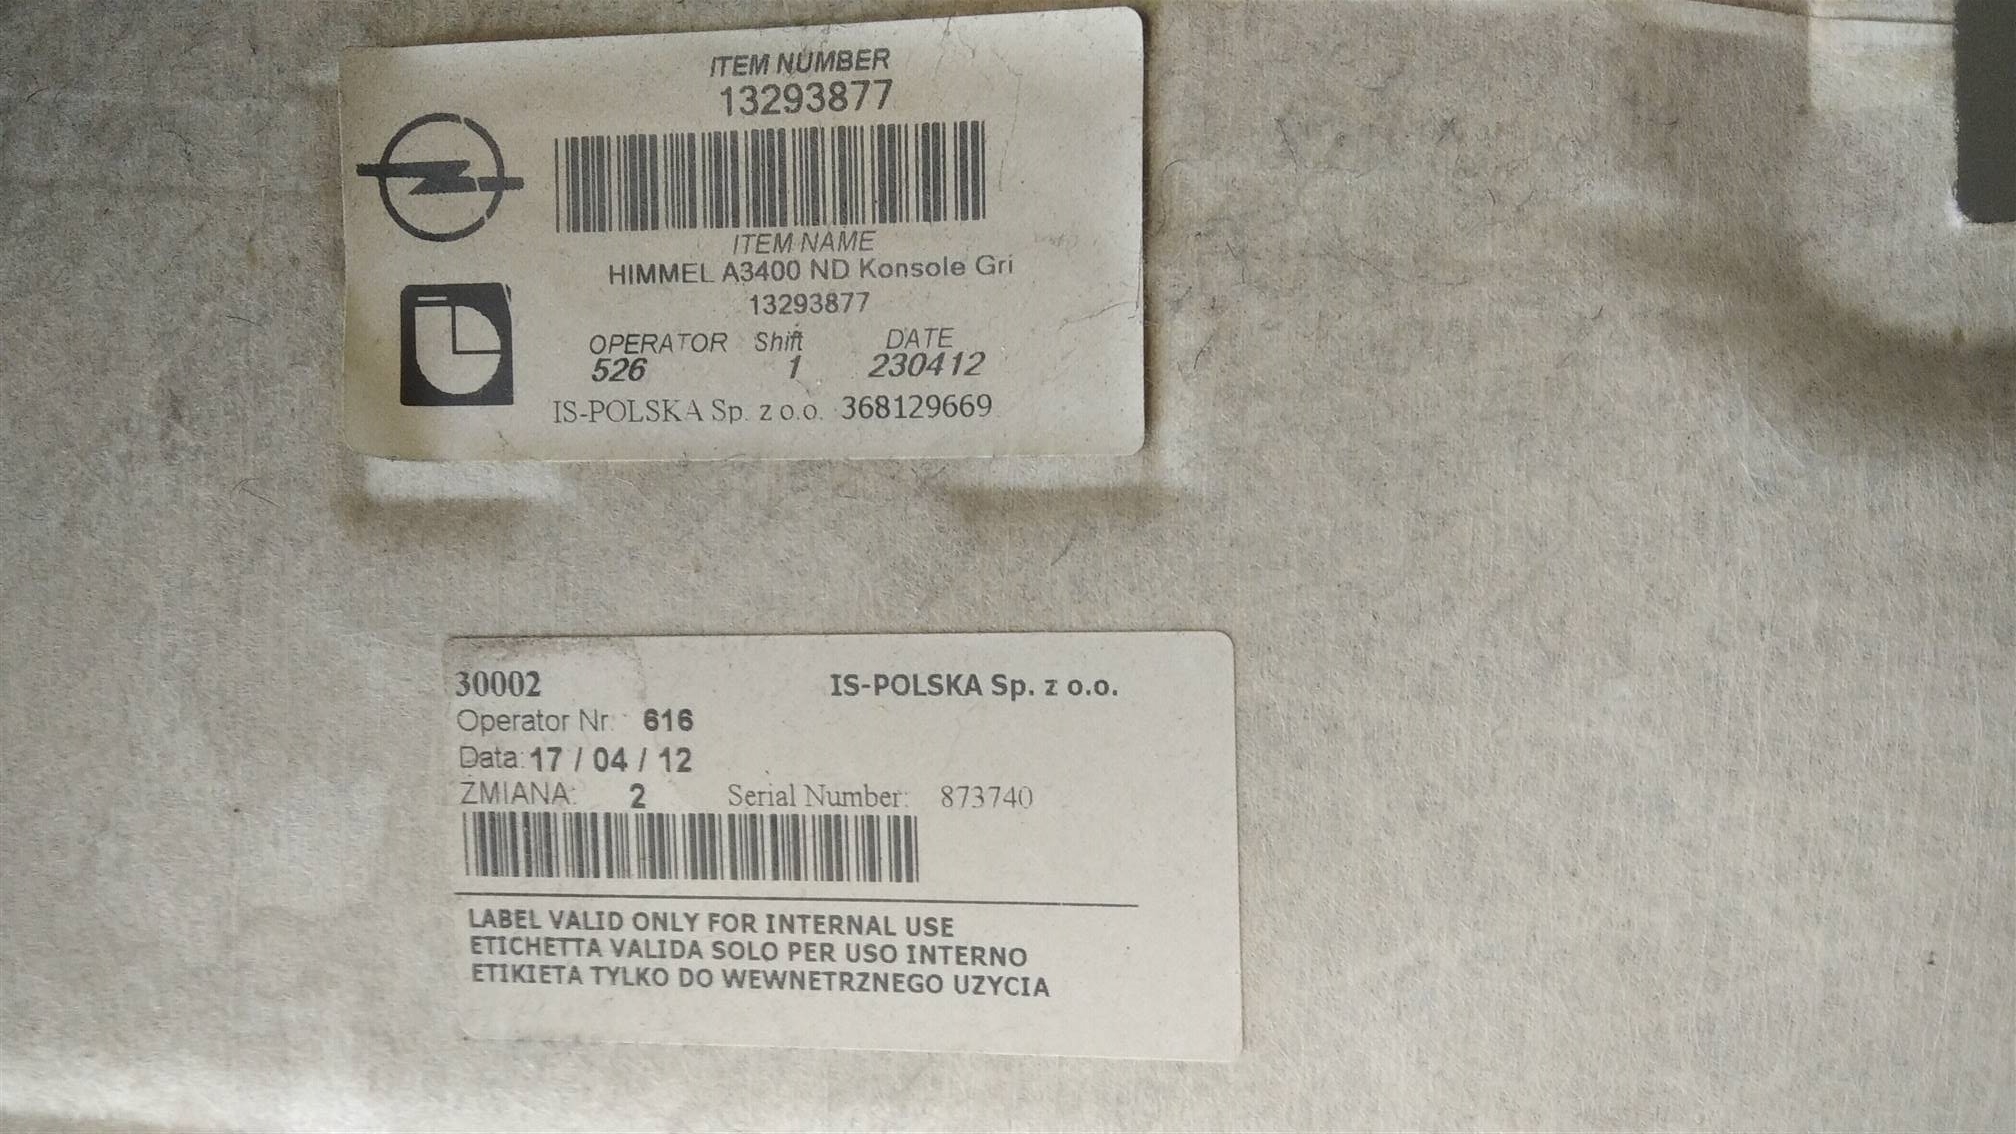 ITEM NUMBER
13293877
ITEM NAME
HIMMEL A3400 ND Konsole Gri
13293877
OPERATOR Shift DATE
526 1 230412
IS-POLSKA Sp. z o.o. 368129669
30002 IS-POLSKA Sp. z o.o.
Operator Nr: 616
Data: 17 / 04 / 12
ZMIANA: 2 Serial Number: 873740
LABEL VALID ONLY FOR INTERNAL USE
ETICHETTA VALIDA SOLO PER USO INTERNO
ETIKIETA TYLKO DO WEWNETRZNEGO UZYCIA